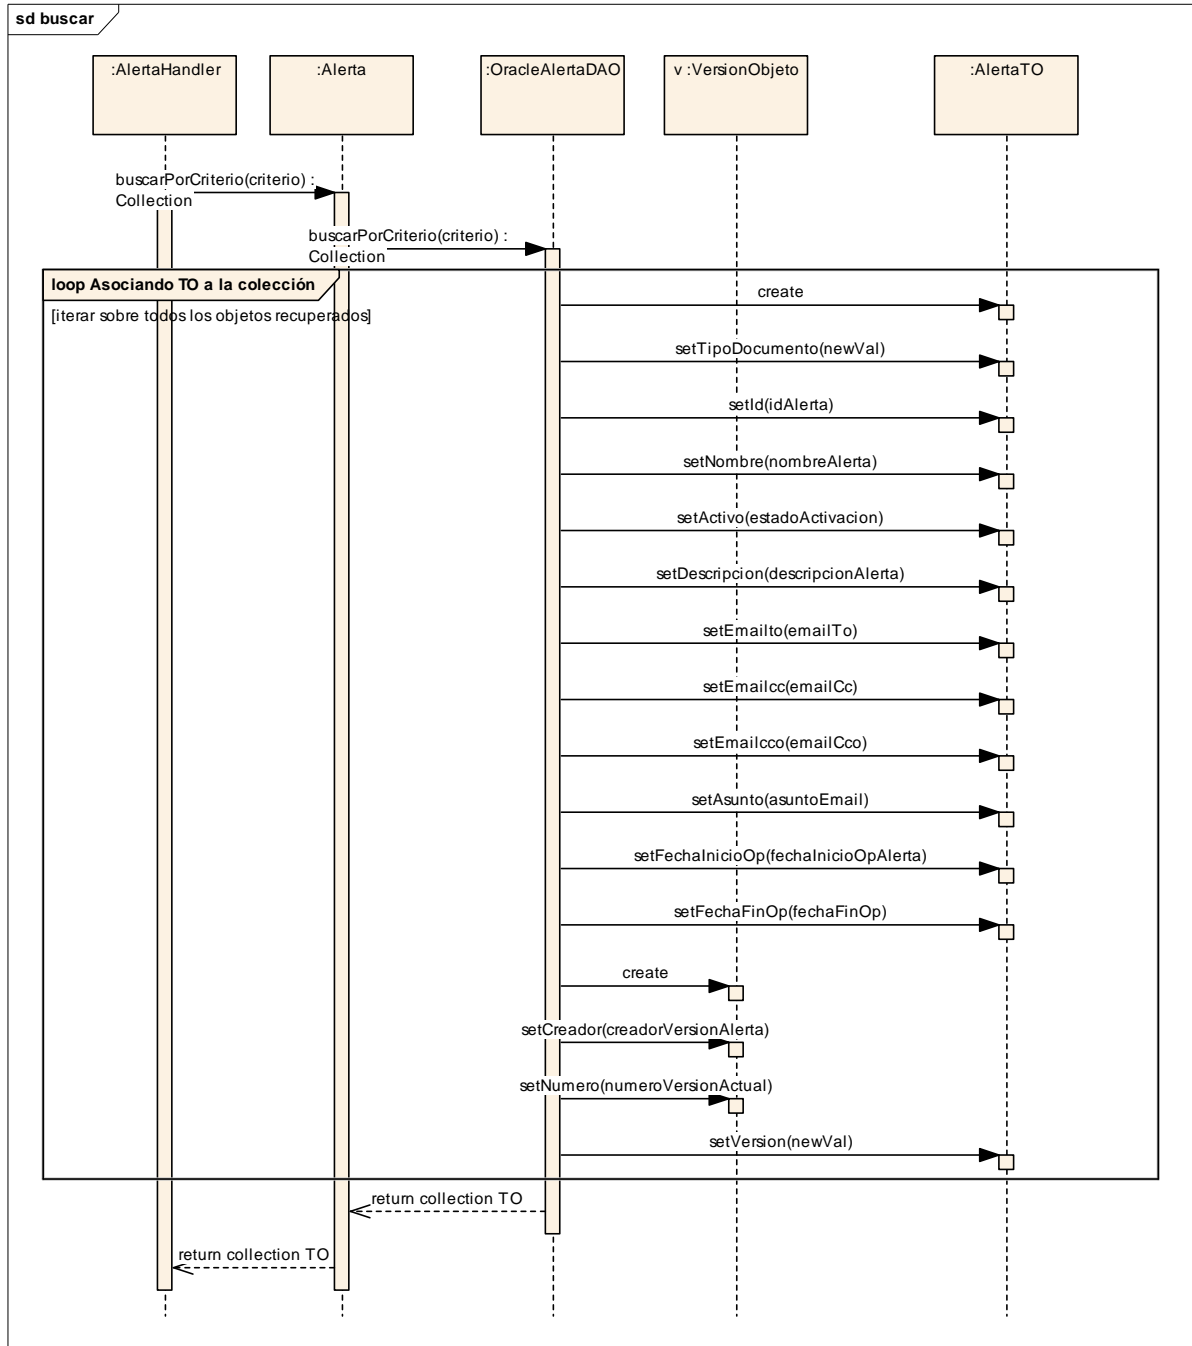 sd buscar
:AlertaHandler
:Alerta
:OracleAlertaDAO
v :VersionObjeto
:AlertaTO
buscarPorCriterio(criterio) :
Collection
buscarPorCriterio(criterio) :
Collection
loop Asociando TO a la colección
[iterar sobre todos los objetos recuperados]
create
setTipoDocumento(newVal)
setId(idAlerta)
setNombre(nombreAlerta)
setActivo(estadoActivacion)
setDescripcion(descripcionAlerta)
setEmailto(emailTo)
setEmailcc(emailCc)
setEmailcco(emailCco)
setAsunto(asuntoEmail)
setFechaInicioOp(fechaInicioOpAlerta)
setFechaFinOp(fechaFinOp)
create
setCreador(creadorVersionAlerta)
setNumero(numeroVersionActual)
setVersion(newVal)
return collection TO
return collection TO